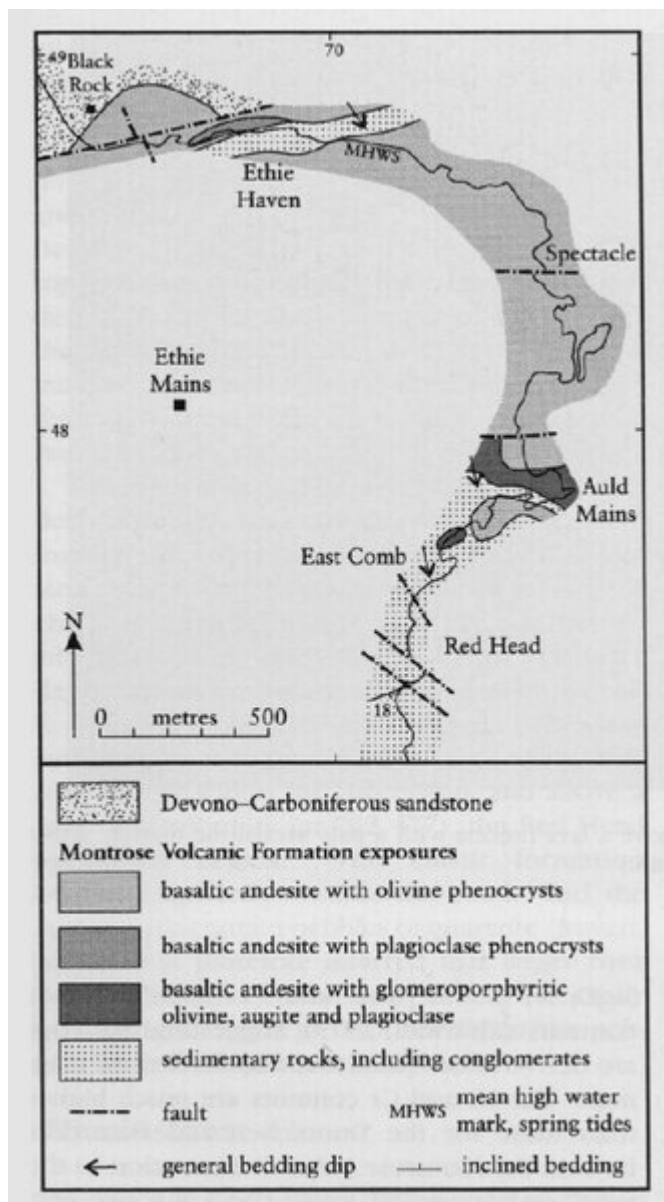 70
49
Black
Rock
MHWS
Ethie
Haven
Spectacle
Ethie
Mains
48
Auld
Mains
East Comb
N
Red Head
18
0 metres 500
Devono–Carboniferous sandstone
Montrose Volcanic Formation exposures
basaltic andesite with olivine phenocrysts
basaltic andesite with plagioclase phenocrysts
basaltic andesite with glomeroporphyritic
olivine, augite and plagioclase
sedimentary rocks, including conglomerates
fault
MHWS mean high water
mark, spring tides
general bedding dip
inclined bedding